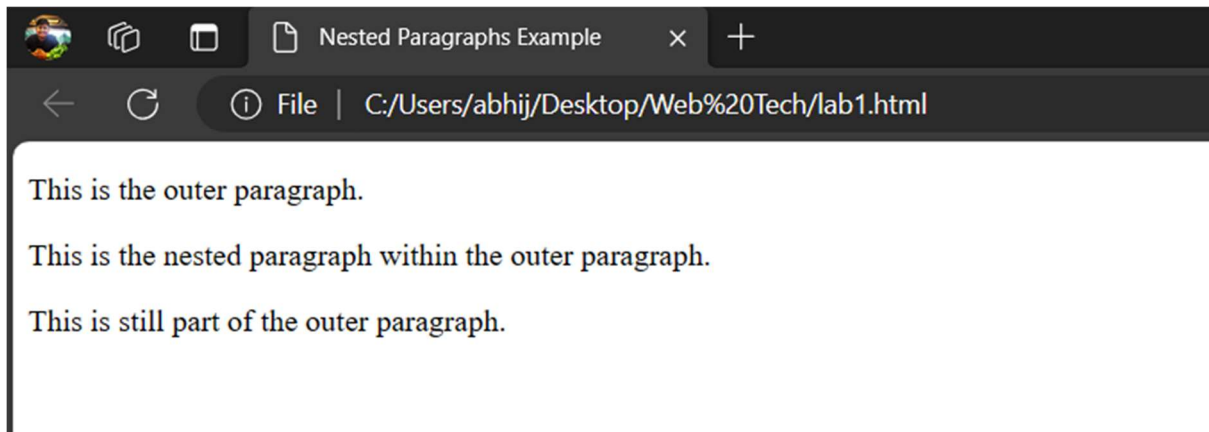 Nested Paragraphs Example
File | C:/Users/abhij/Desktop/Web%20Tech/lab1.html
This is the outer paragraph.
This is the nested paragraph within the outer paragraph.
This is still part of the outer paragraph.